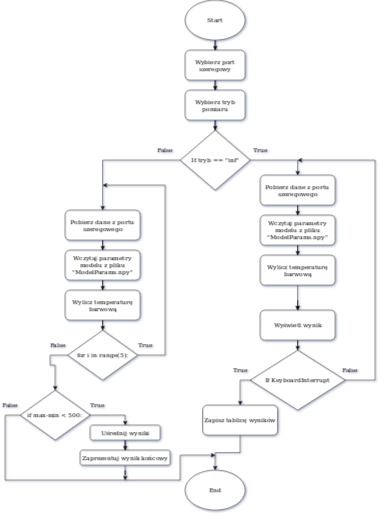 Start
Wybierz port
szeregowy
Wybierz tryb
pomiaru
If tryb == "inf"
False
True
Pobierz dane z portu
szeregowego
Wczytaj parametry
modelu z pliku
"ModelParams.npy"
Wylicz temperaturę
barwową
for i in range(5):
False
True
if max-min < 500:
False
True
Uśrednij wyniki
Zaprezentuj wynik końcowy
Pobierz dane z portu
szeregowego
Wczytaj parametry
modelu z pliku
"ModelParams.npy"
Wylicz temperaturę
barwową
Wyświetl wynik
If KeyboardInterrupt
True
False
Zapisz tablicę wyników
End